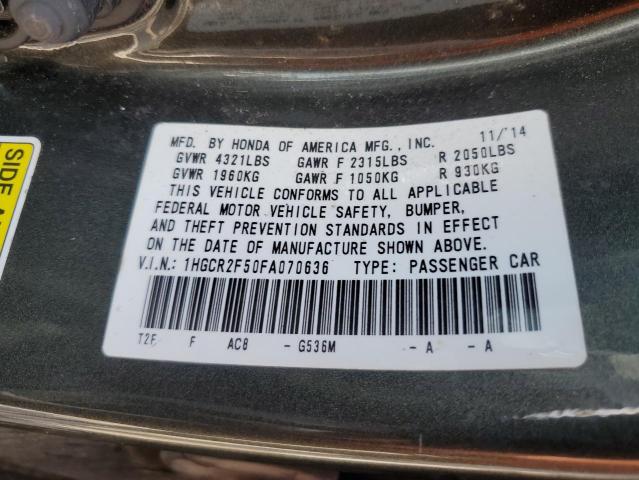 MFD. BY HONDA OF AMERICA MFG., INC. 11/'14
GVWR 4321LBS GAWR F 2315LBS R 2050LBS
GVWR 1960KG GAWR F 1050KG R 930KG
THIS VEHICLE CONFORMS TO ALL APPLICABLE
FEDERAL MOTOR VEHICLE SAFETY, BUMPER,
AND THEFT PREVENTION STANDARDS IN EFFECT
ON THE DATE OF MANUFACTURE SHOWN ABOVE.
V.I.N.: 1HGCR2F50FA070636 TYPE: PASSENGER CAR
T2F F AC8 - G536M - A - A
SIDE